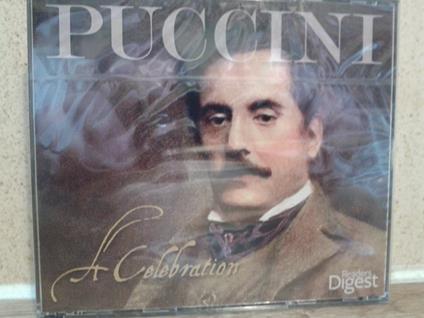 PUCCINI
A Celebration
Reader's
Digest